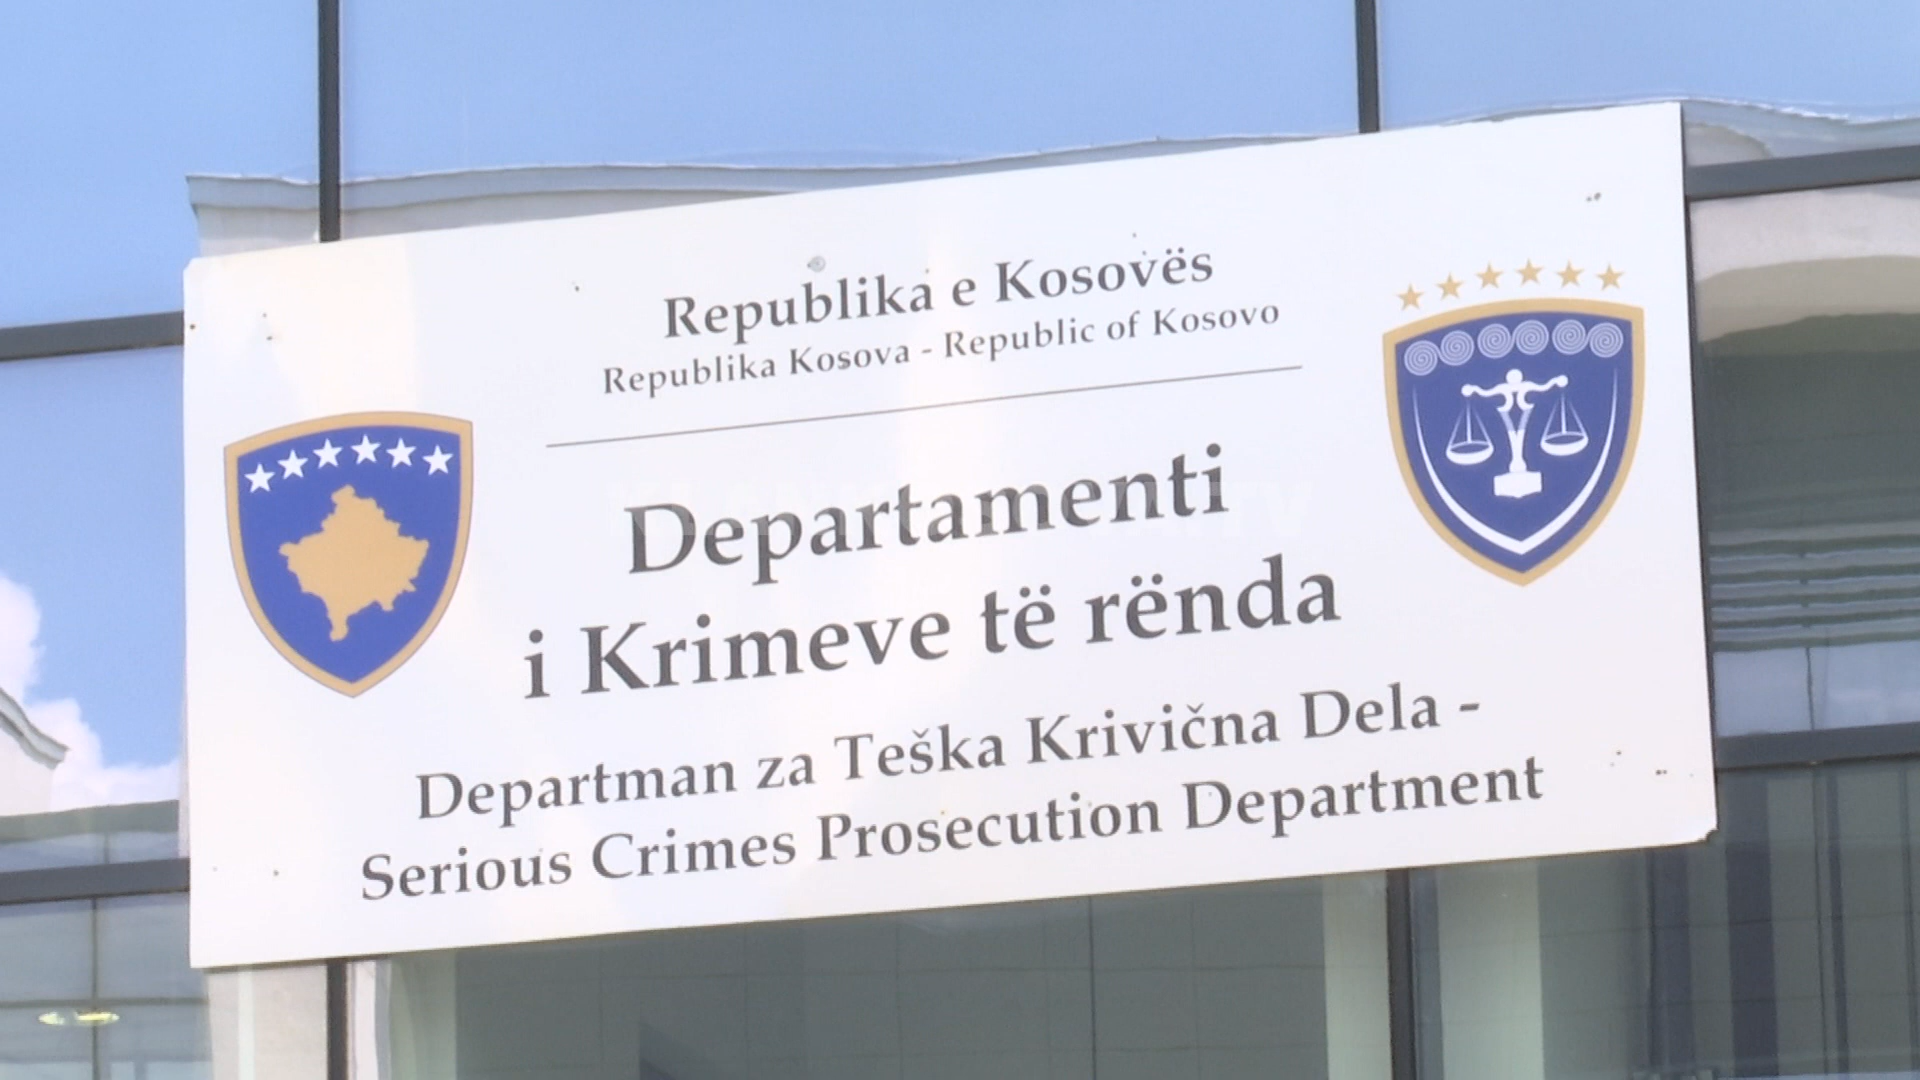 Republika e Kosovës
Republika Kosova - Republic of Kosovo
Departamenti
i Krimeve të rënda
Departman za Teška Krivična Dela -
Serious Crimes Prosecution Department